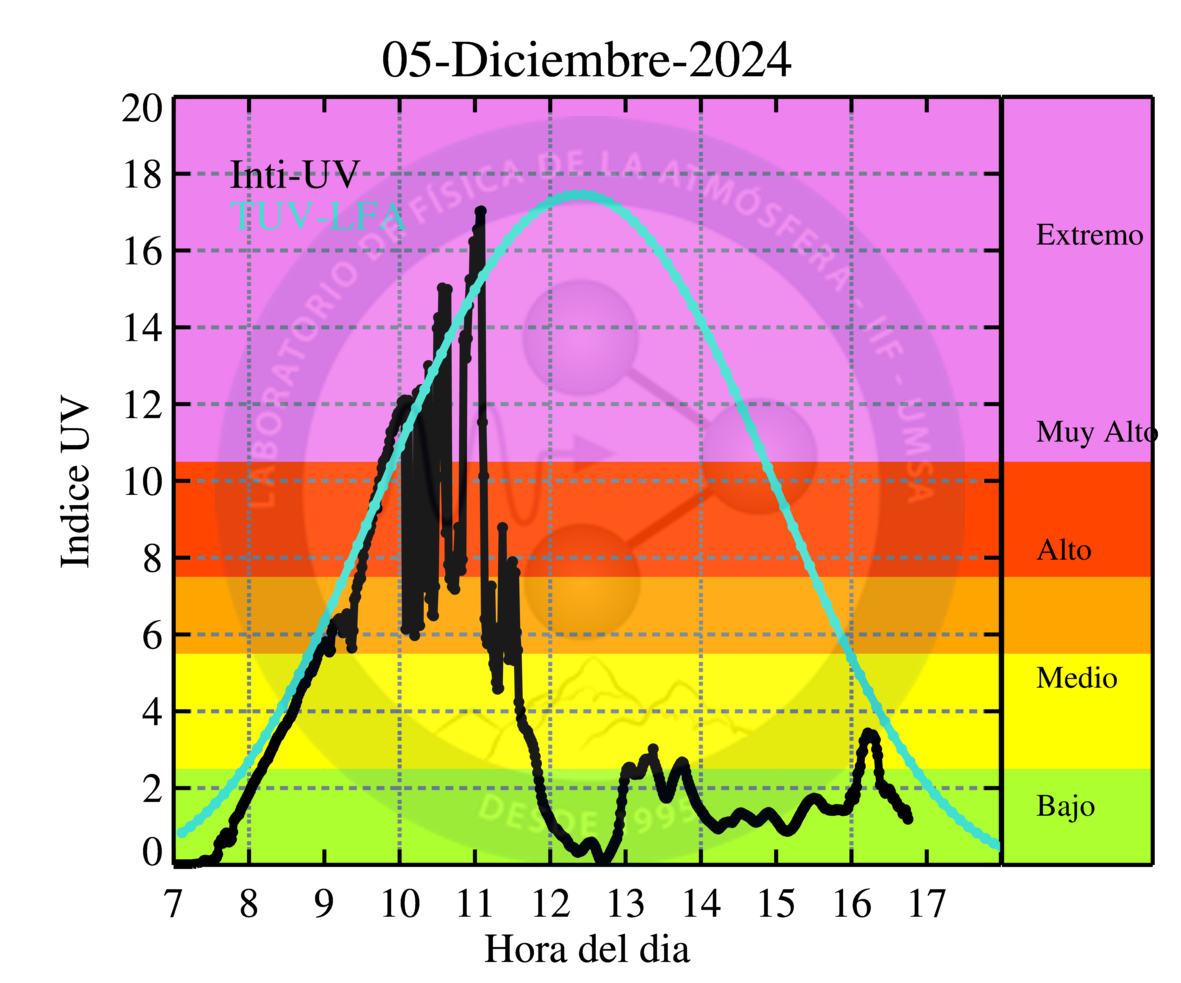 05-Diciembre-2024
20
18
16
14
12
10
8
6
4
2
0
Indice UV
Inti-UV
TUV-LFA
LABORATORIO DE FÍSICA DE LA ATMÓSFERA - IIF - UMSA
DESDE 1995
Extremo
Muy Alto
Alto
Medio
Bajo
7 8 9 10 11 12 13 14 15 16 17
Hora del dia